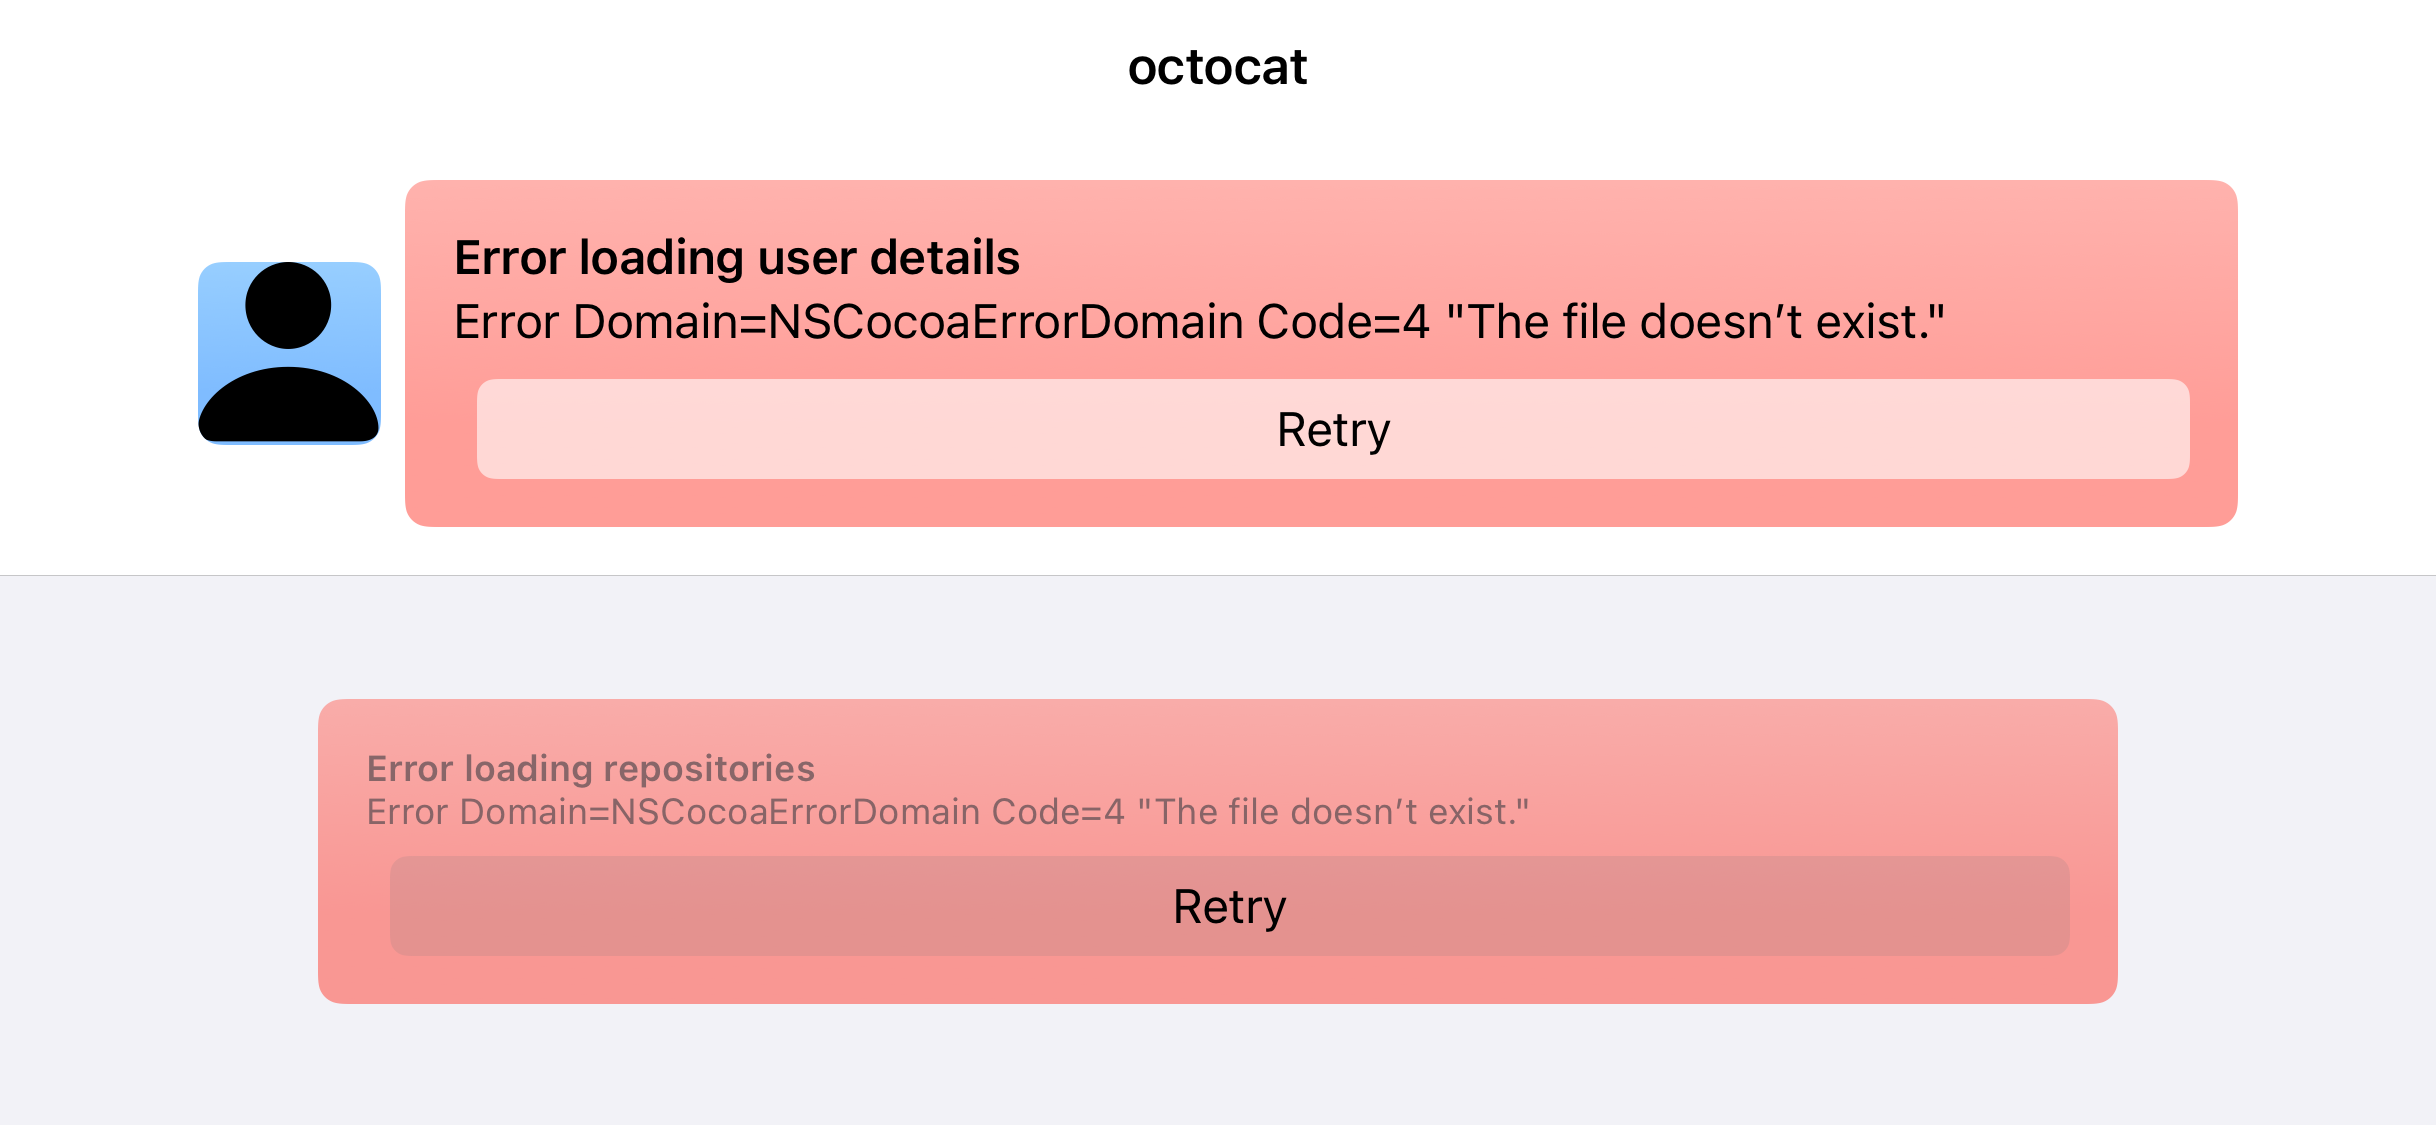 octocat
Error loading user details
Error Domain=NSCocoaErrorDomain Code=4 "The file doesn’t exist."
Retry
Error loading repositories
Error Domain=NSCocoaErrorDomain Code=4 "The file doesn’t exist."
Retry